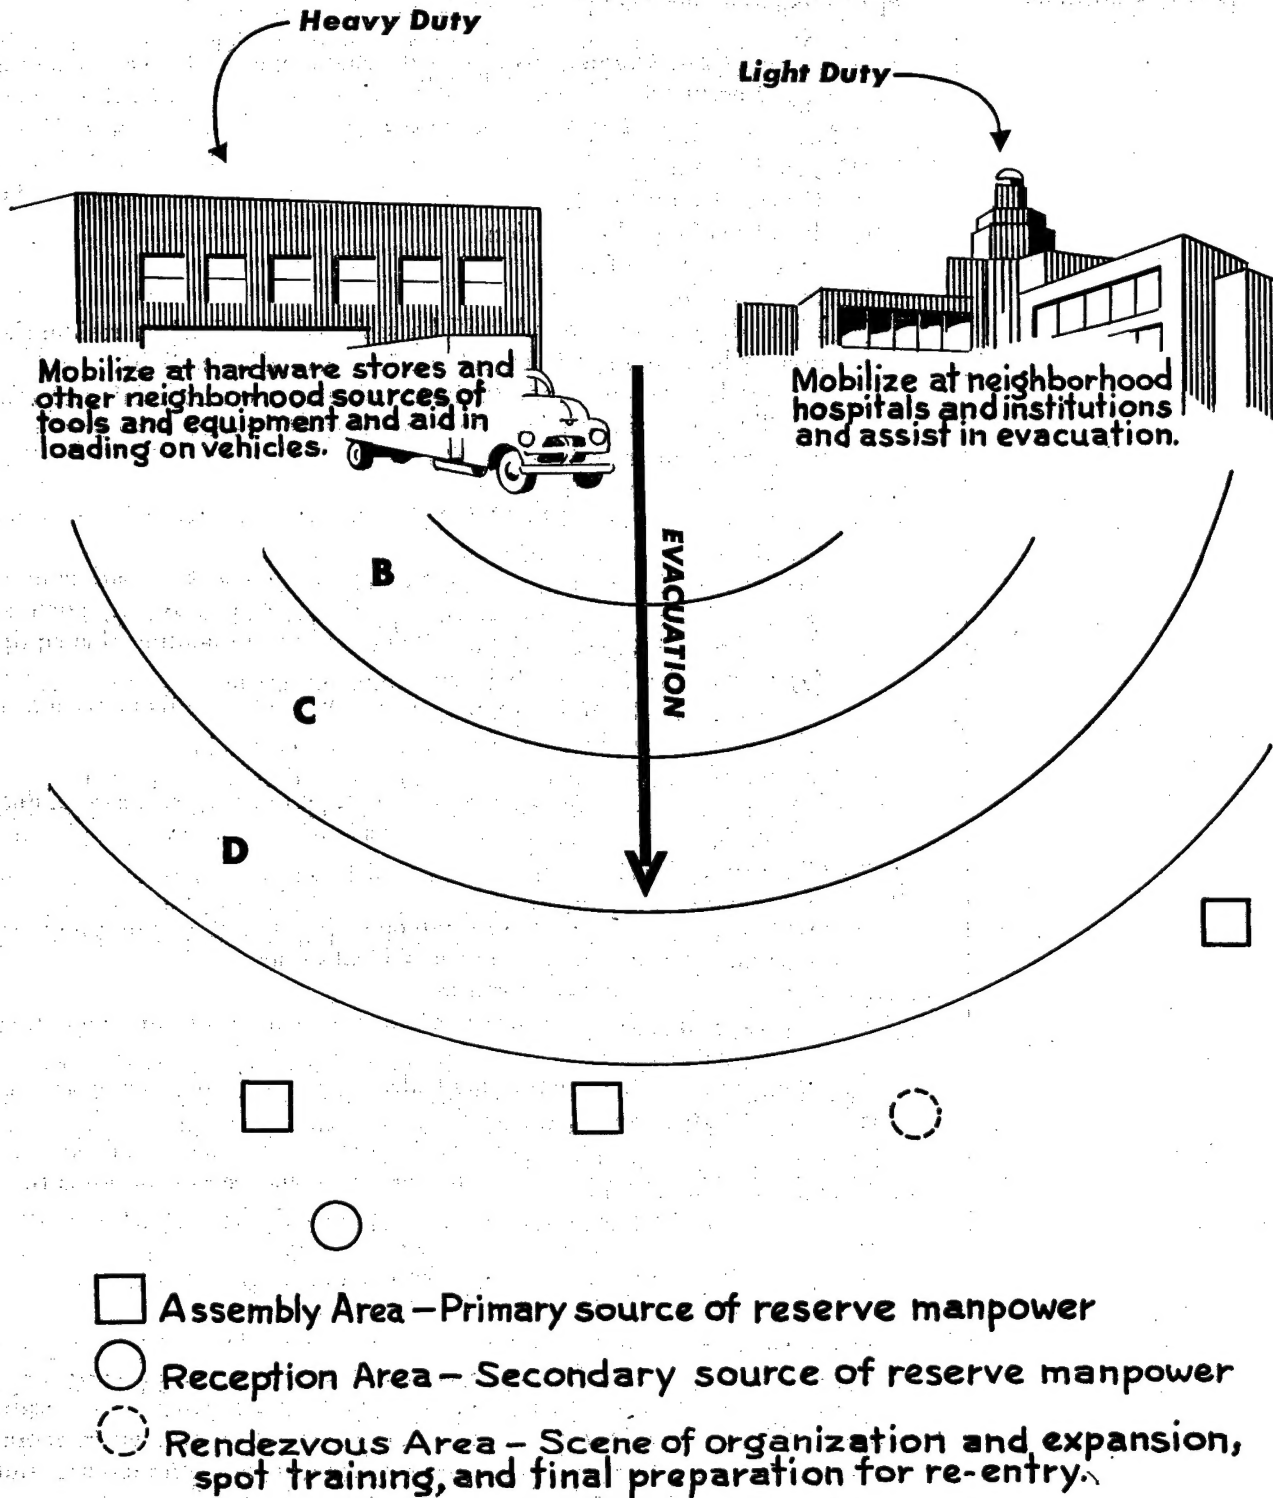 Heavy Duty
Light Duty
Mobilize at hardware stores and
other neighborhood sources of
tools and equipment and aid in
loading on vehicles.
Mobilize at neighborhood
hospitals and institutions
and assist in evacuation.
EVACUATION
B
C
D
Assembly Area – Primary source of reserve manpower
Reception Area – Secondary source of reserve manpower
Rendezvous Area – Scene of organization and expansion,
spot training, and final preparation for re-entry.